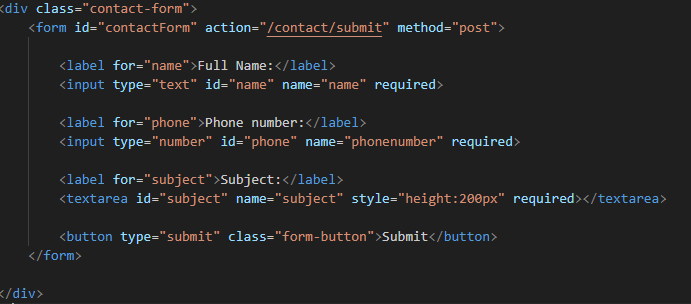 <div class="contact-form">
<form id="contactForm" action="/contact/submit" method="post">
<label for="name">Full Name:</label>
<input type="text" id="name" name="name" required>
<label for="phone">Phone number:</label>
<input type="number" id="phone" name="phonenumber" required>
<label for="subject">Subject:</label>
<textarea id="subject" name="subject" style="height:200px" required></textarea>
<button type="submit" class="form-button">Submit</button>
</form>
</div>